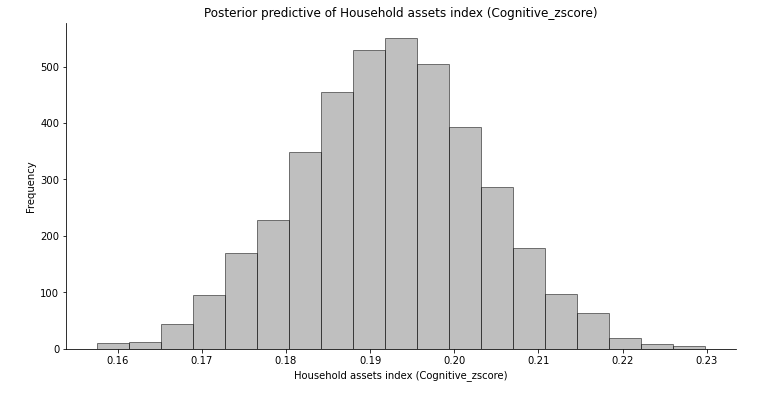 Posterior predictive of Household assets index (Cognitive_zscore)
500
400
300
200
100
0
Frequency
0.16 0.17 0.18 0.19 0.20 0.21 0.22 0.23
Household assets index (Cognitive_zscore)